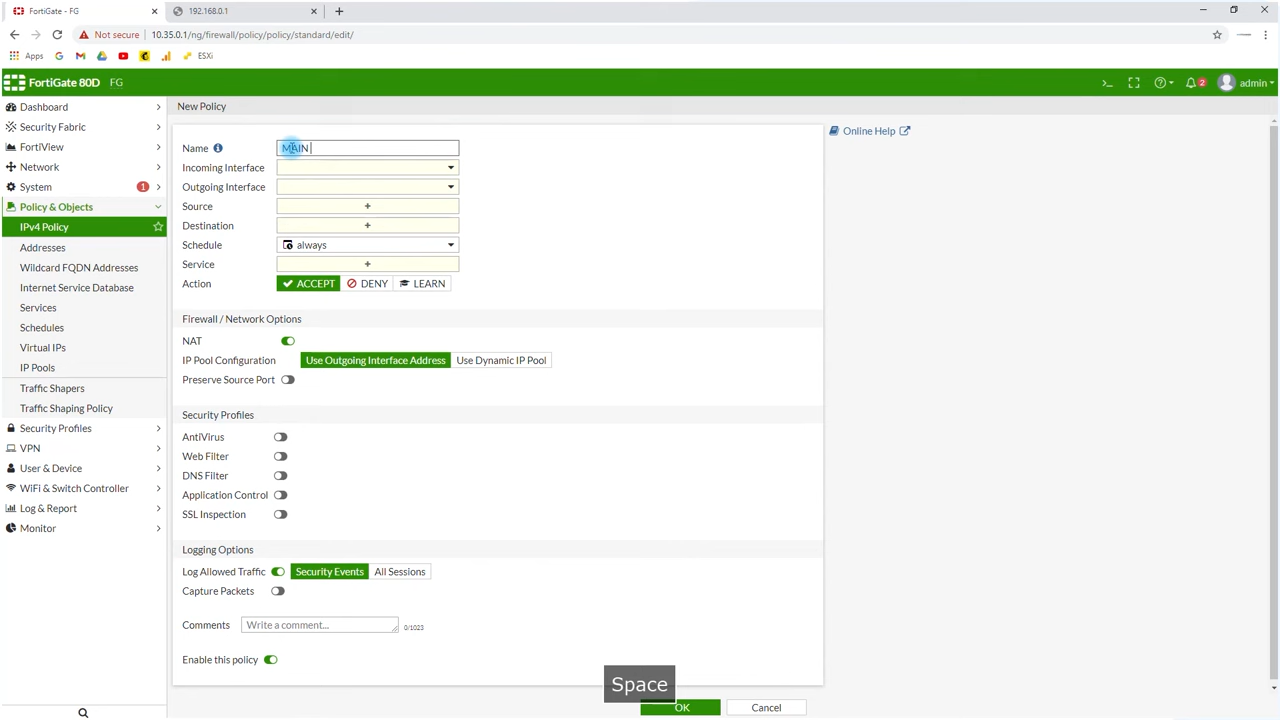 FortiGate - FG
192.168.0.1
Not secure 10.35.0.1/ng/firewall/policy/policy/standard/edit/
Apps ESXi
FortiGate 80D FG
2 admin
Dashboard
Security Fabric
FortiView
Network
System 1
Policy & Objects
IPv4 Policy
Addresses
Wildcard FQDN Addresses
Internet Service Database
Services
Schedules
Virtual IPs
IP Pools
Traffic Shapers
Traffic Shaping Policy
Security Profiles
VPN
User & Device
WiFi & Switch Controller
Log & Report
Monitor
New Policy
Name MAIN
Incoming Interface
Outgoing Interface
Source +
Destination +
Schedule always
Service +
Action ACCEPT DENY LEARN
Firewall / Network Options
NAT
IP Pool Configuration Use Outgoing Interface Address Use Dynamic IP Pool
Preserve Source Port
Security Profiles
AntiVirus
Web Filter
DNS Filter
Application Control
SSL Inspection
Logging Options
Log Allowed Traffic Security Events All Sessions
Capture Packets
Comments Write a comment... 0/1023
Enable this policy
Space
OK Cancel
Online Help